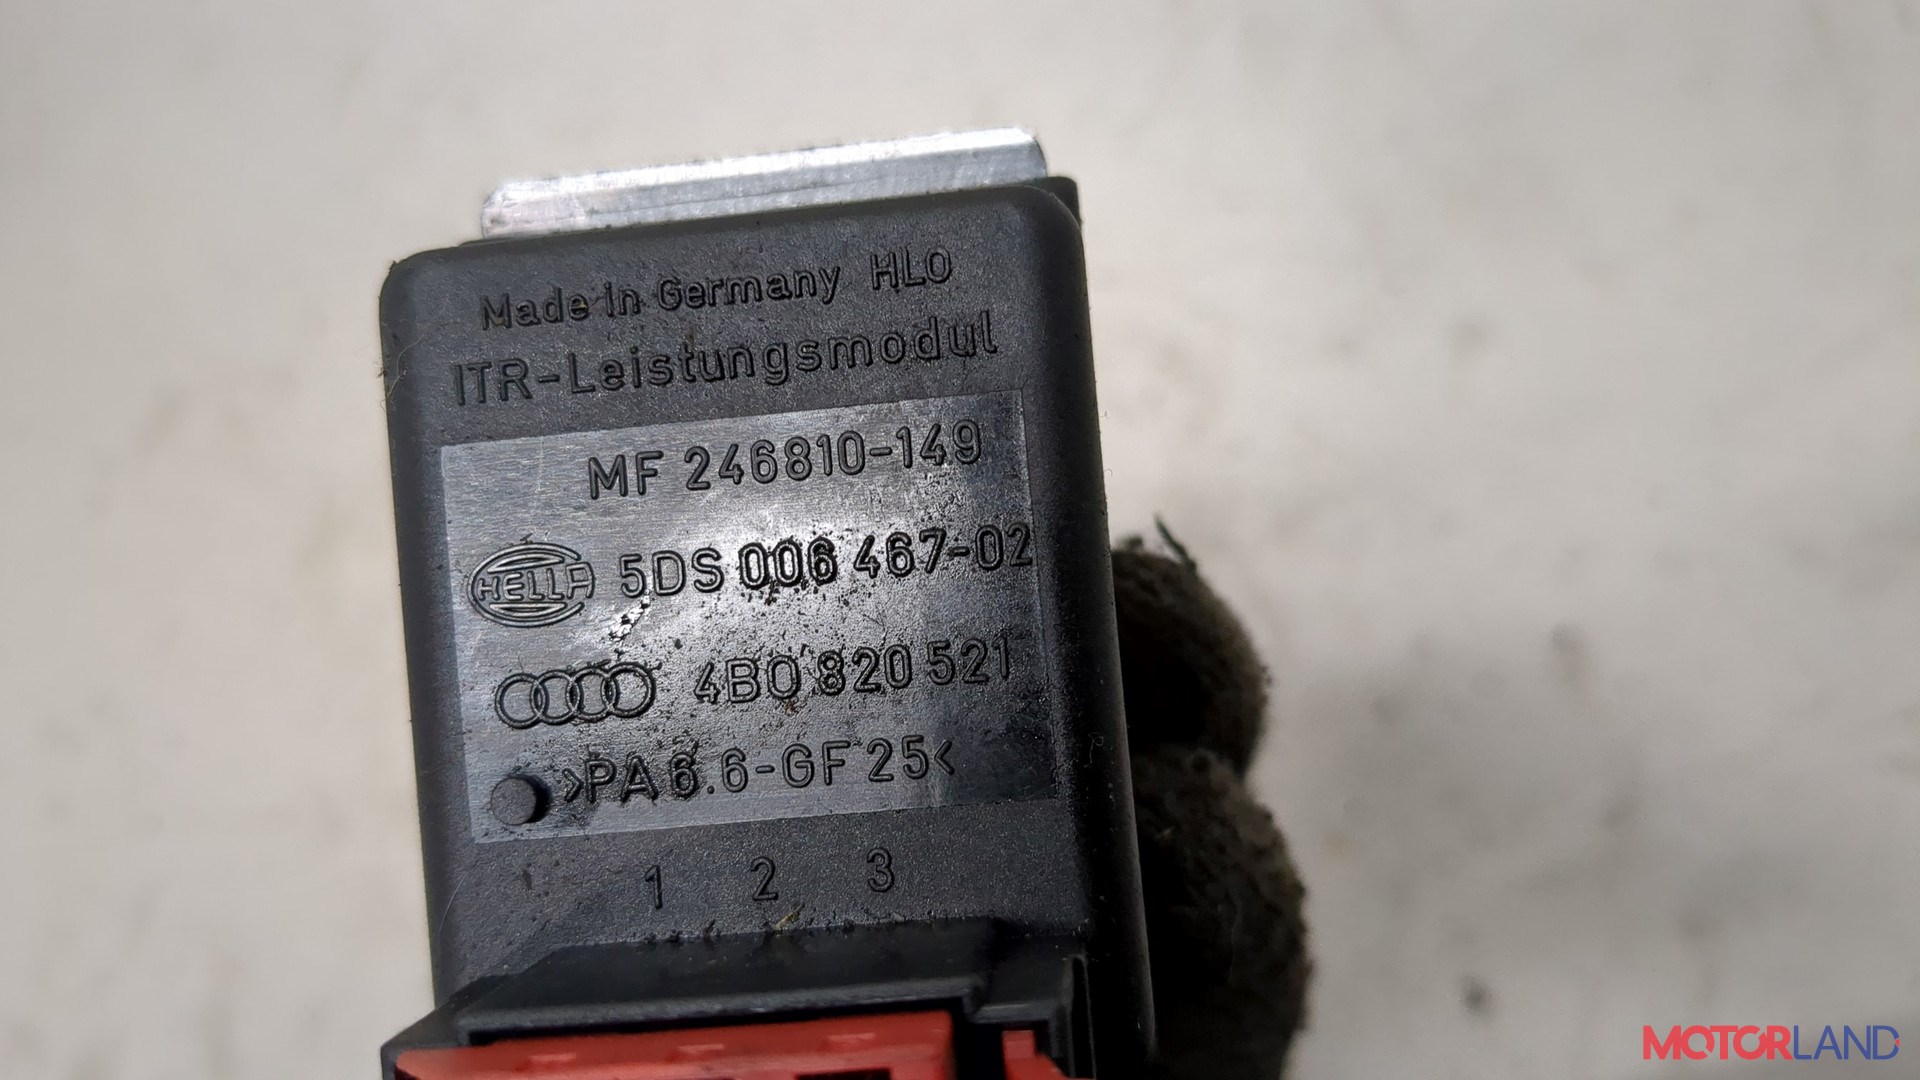 Made in Germany HLO
ITR-Leistungsmodul
MF 246810-149
HELLA 5DS 006 467-02
4B0 820 521
>PA 6.6-GF 25<
1 2 3
MOTORLAND